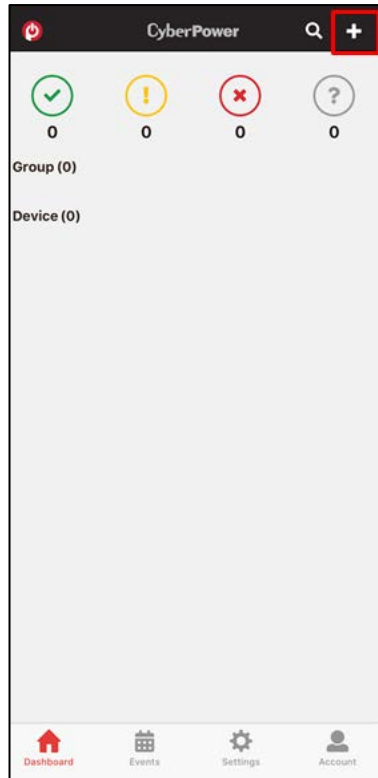 CyberPower
0 0 0 0
Group (0)
Device (0)
Dashboard Events Settings Account